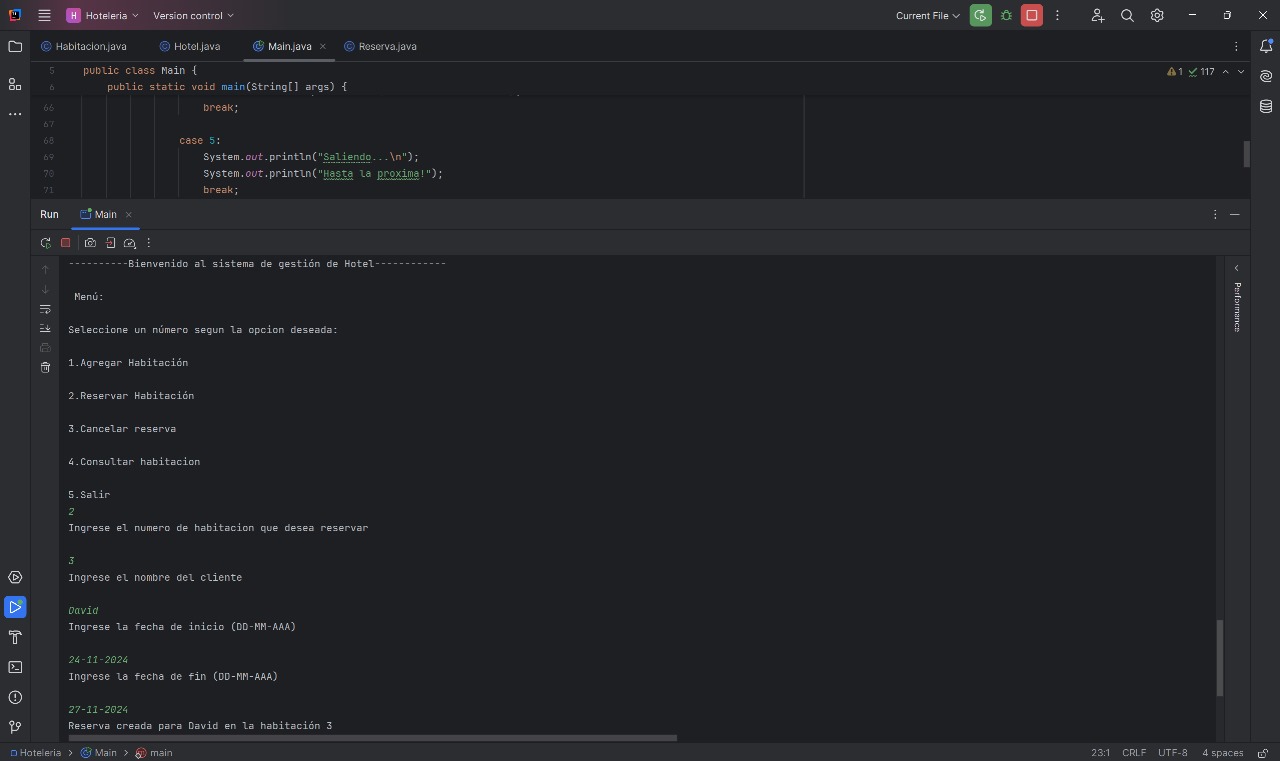 H Hoteleria Version control Current File
Habitacion.java Hotel.java Main.java Reserva.java
5 public class Main {
6 public static void main(String[] args) {
1 117
66 break;
67
68 case 5:
69 System.out.println("Saliendo...\n");
70 System.out.println("Hasta la proxima!");
71 break;
Run Main
----------Bienvenido al sistema de gestión de Hotel------------
Menú:
Seleccione un número segun la opcion deseada:
1.Agregar Habitación
2.Reservar Habitación
3.Cancelar reserva
4.Consultar habitacion
5.Salir
2
Ingrese el numero de habitacion que desea reservar
3
Ingrese el nombre del cliente
David
Ingrese la fecha de inicio (DD-MM-AAA)
24-11-2024
Ingrese la fecha de fin (DD-MM-AAA)
27-11-2024
Reserva creada para David en la habitación 3
Performance
Hoteleria > Main > main 23:1 CRLF UTF-8 4 spaces